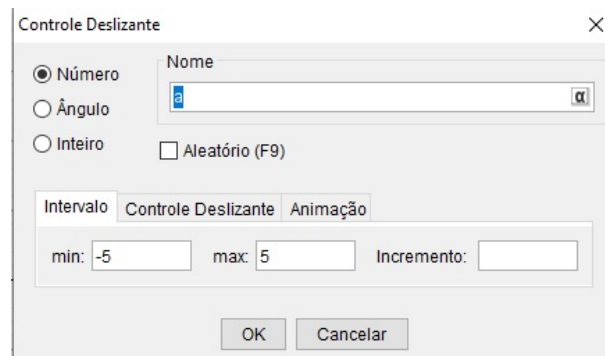 Controle Deslizante
Número
Ângulo
Inteiro
Nome
a
α
Aleatório (F9)
Intervalo Controle Deslizante Animação
min: -5 max: 5 Incremento:
OK Cancelar